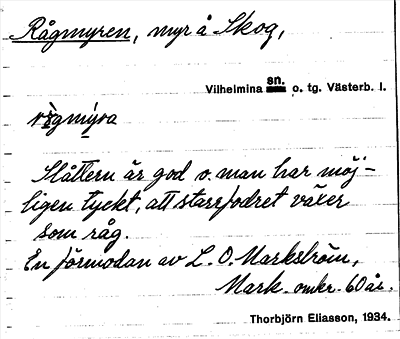 Rågmyren, myr å Skog,
Vilhelmina sn. o. tg. Västerb. l.
Slåttern är god o. man har möj-
ligen tyckt, att starrfodret växer
som råg.
En förmodan av L. O. Markström,
Mark. omkr. 60 år.
Thorbjörn Eliasson, 1934.